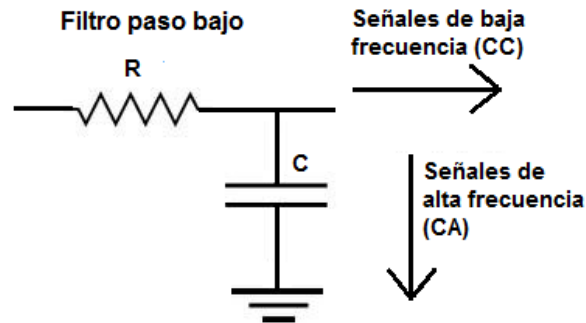 Filtro paso bajo
R
Señales de baja
frecuencia (CC)
C
Señales de
alta frecuencia
(CA)